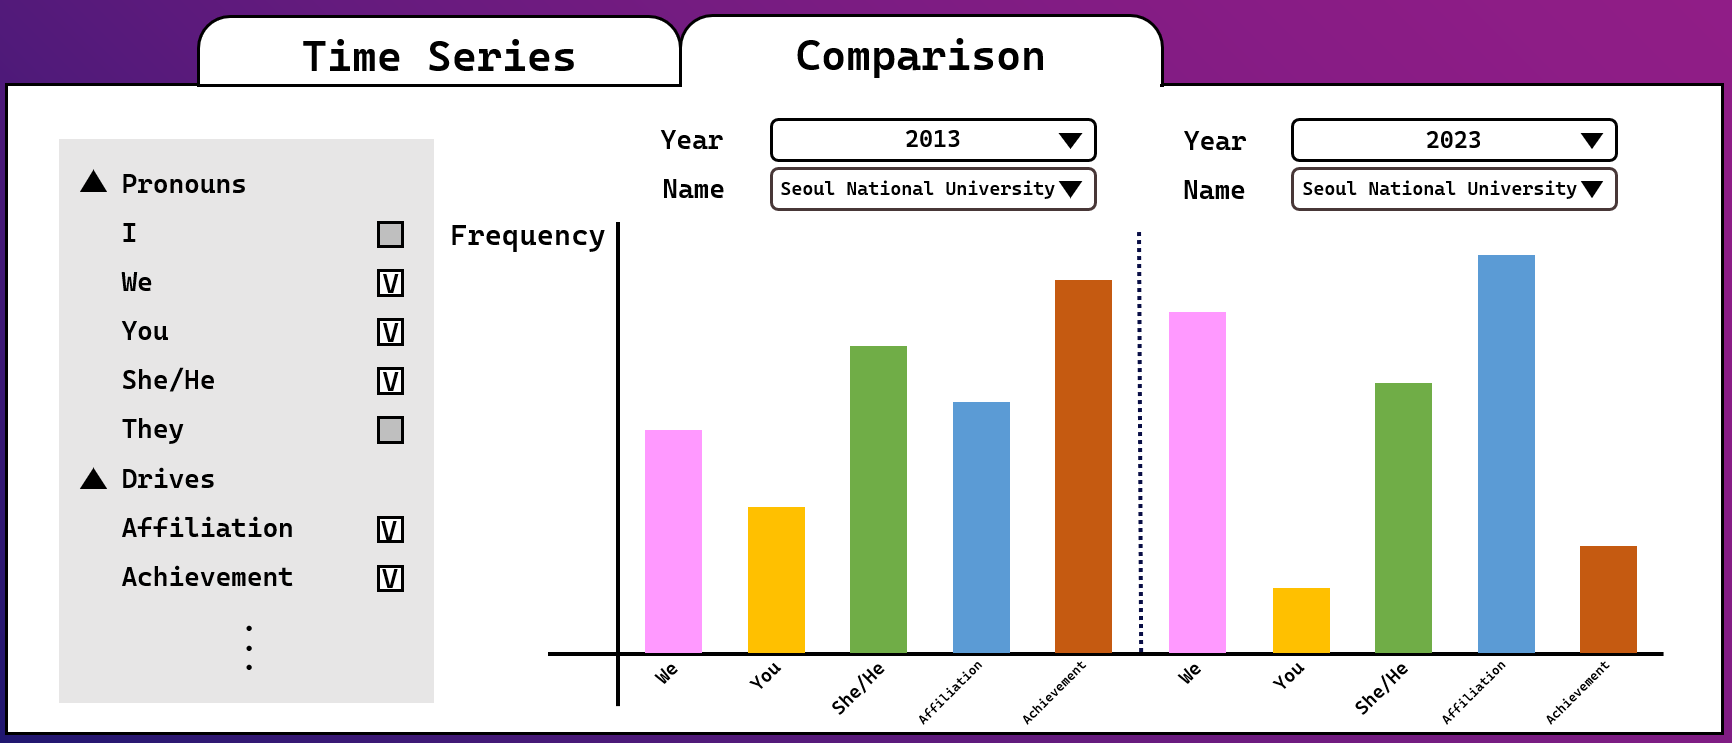 Time Series
Comparison
Year
2013
Year
2023
Name
Seoul National University
Name
Seoul National University
Pronouns
I
We
V
You
V
She/He
V
They
Drives
Affiliation
V
Achievement
V
Frequency
We
You
She/He
Affiliation
Achievement
We
You
She/He
Affiliation
Achievement